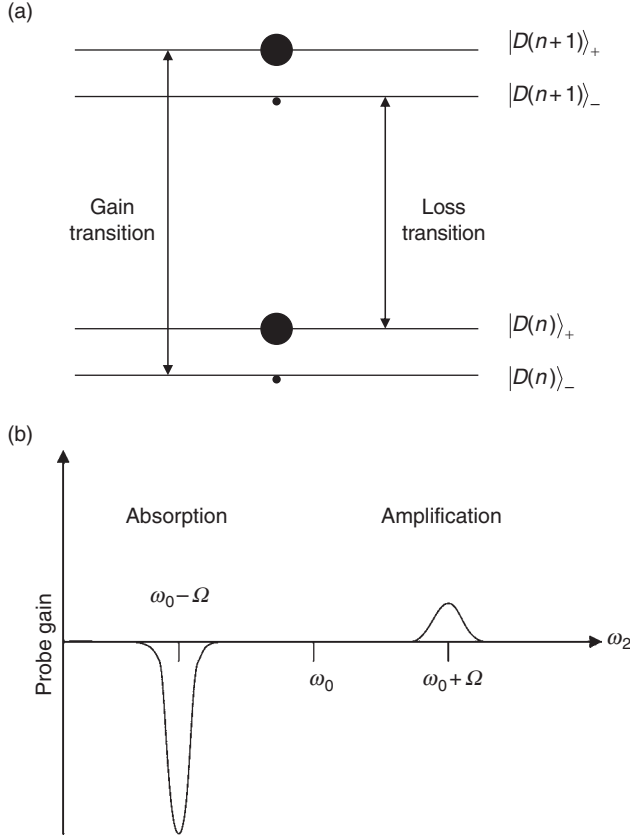 (a)
|D(n+1)⟩₊
|D(n+1)⟩₋
Gain
transition
Loss
transition
|D(n)⟩₊
|D(n)⟩₋
(b)
Absorption
Amplification
Probe gain
ω₀−Ω
ω₂
ω₀
ω₀+Ω